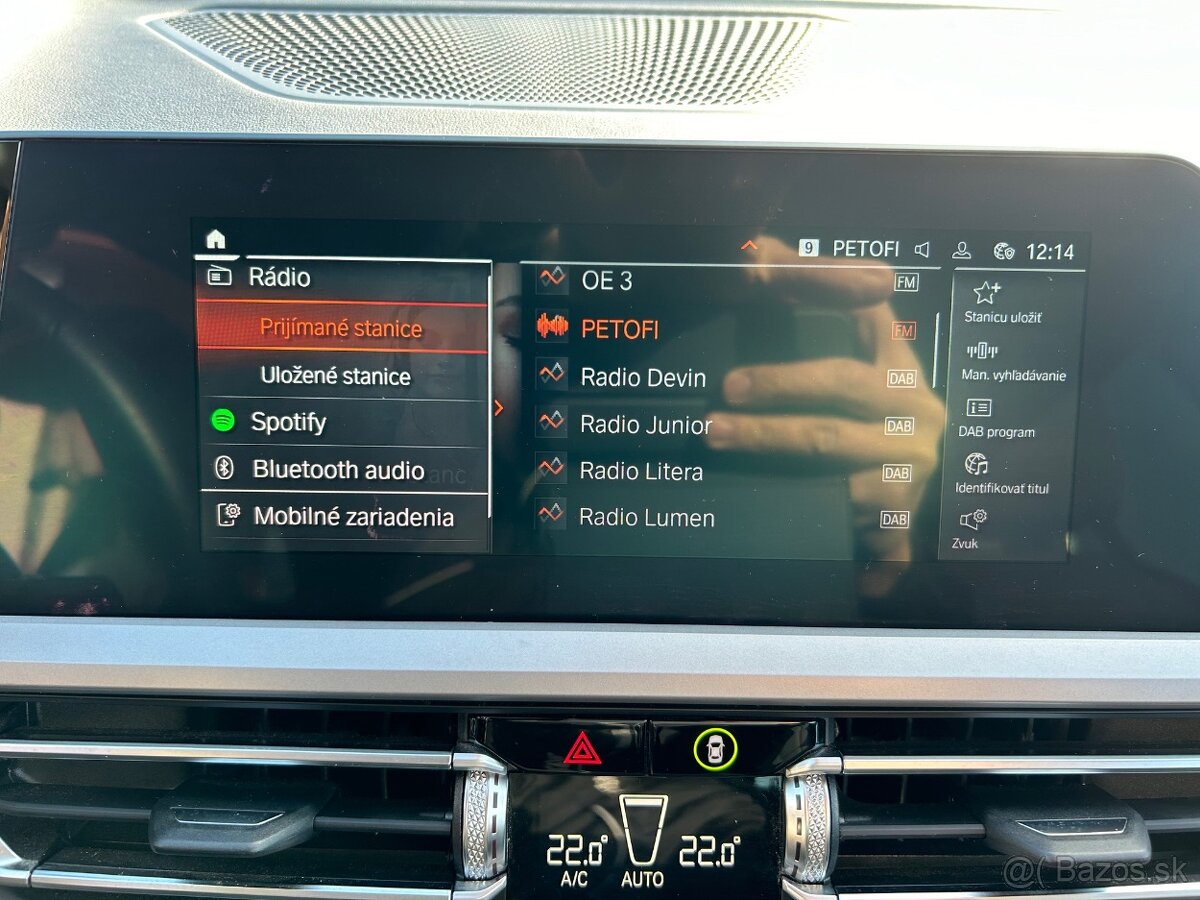 9 PETOFI 12:14
Rádio
Prijímané stanice
Uložené stanice
Spotify
Bluetooth audio
Mobilné zariadenia
OE 3 FM
PETOFI FM
Radio Devin DAB
Radio Junior DAB
Radio Litera DAB
Radio Lumen DAB
Stanicu uložiť
Man. vyhľadávanie
DAB program
Identifikovať titul
Zvuk
22.0° 22.0°
A/C AUTO
@( Bazos.sk